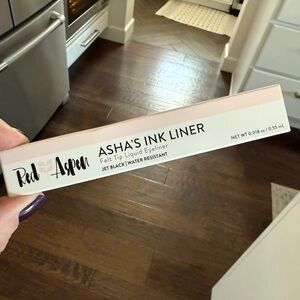 Red Aspen
ASHA'S INK LINER
Felt Tip Liquid Eyeliner
JET BLACK | WATER RESISTANT
NET WT 0.018 oz / 0.55 mL